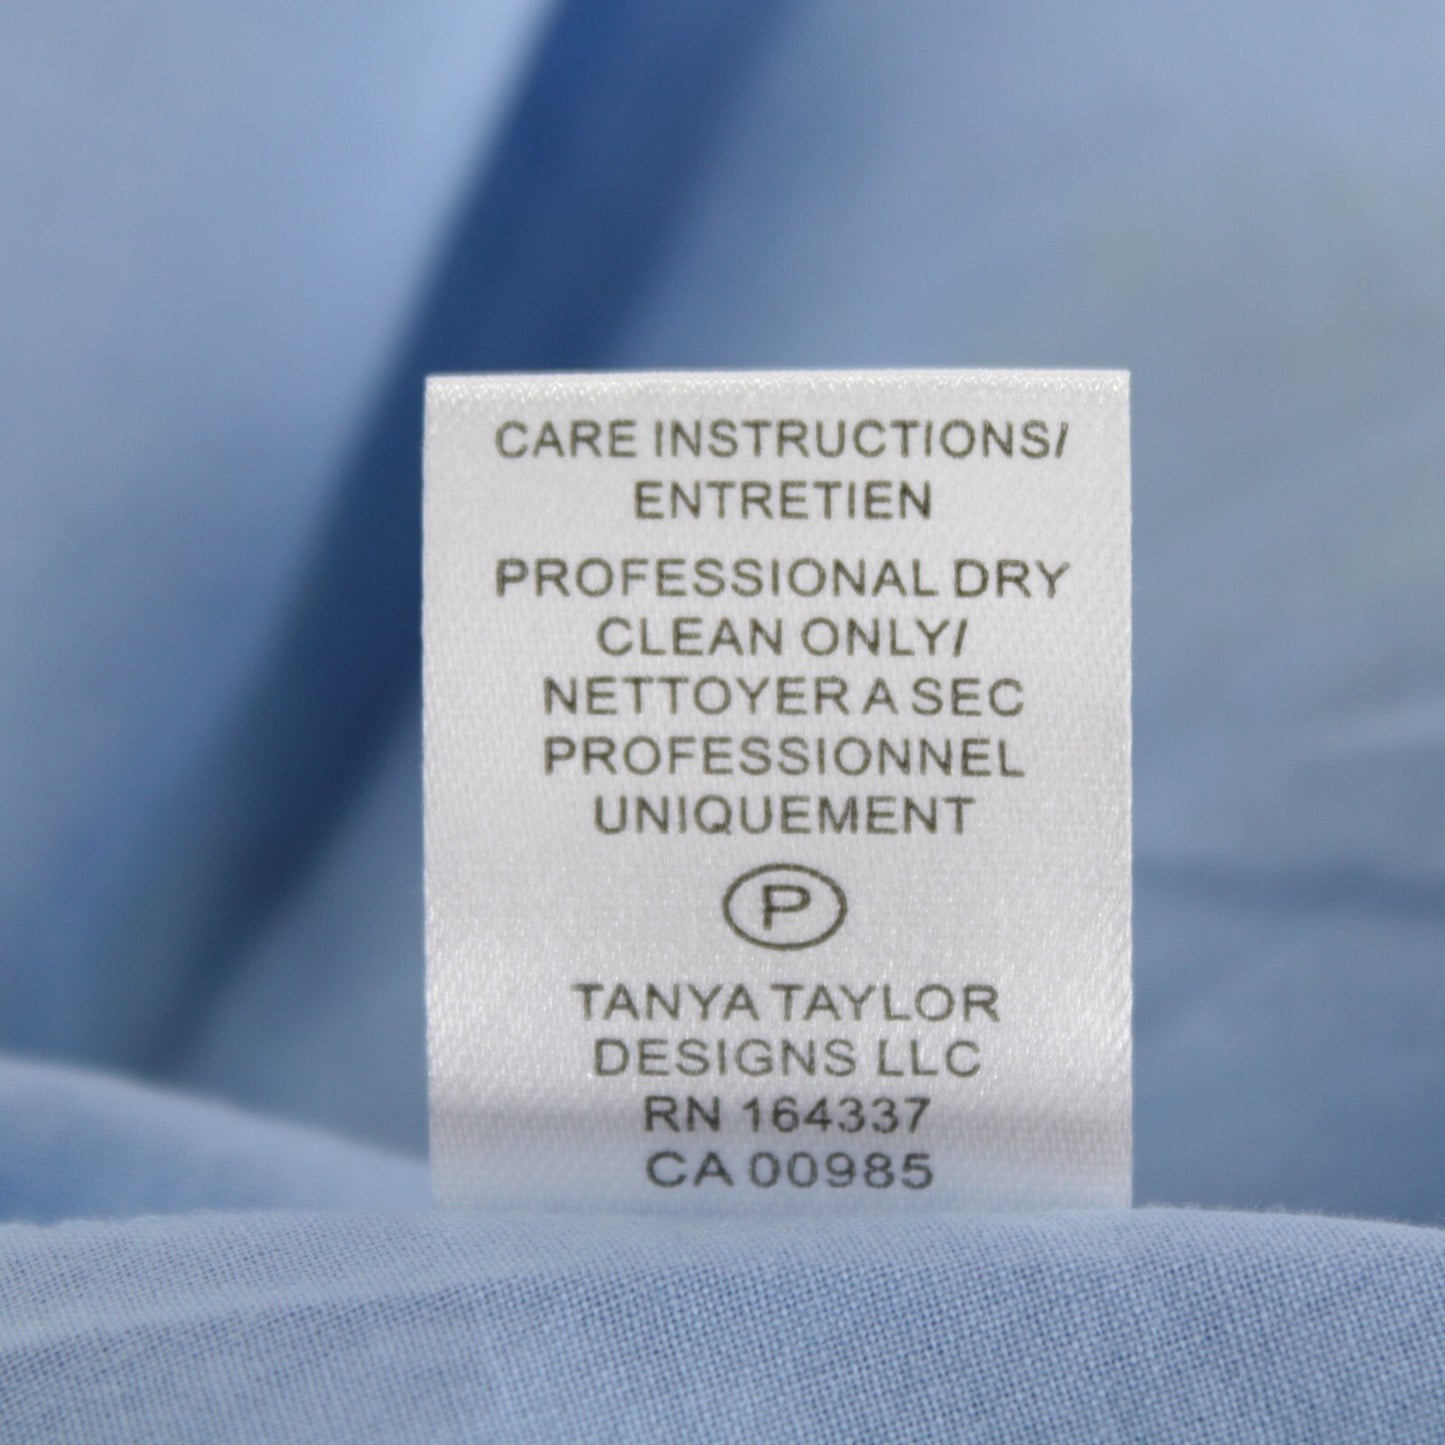 CARE INSTRUCTIONS/
ENTRETIEN
PROFESSIONAL DRY
CLEAN ONLY/
NETTOYER A SEC
PROFESSIONNEL
UNIQUEMENT
P
TANYA TAYLOR
DESIGNS LLC
RN 164337
CA 00985